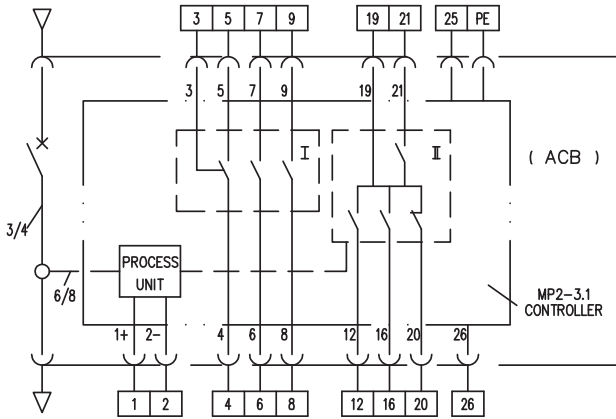 3 5 7 9 19 21 25 PE
3 5 7 9 19 21
I II
( ACB )
3/4
PROCESS
UNIT
6/8
MP2-3.1
CONTROLLER
1+ 2- 4 6 8 12 16 20 26
1 2 4 6 8 12 16 20 26